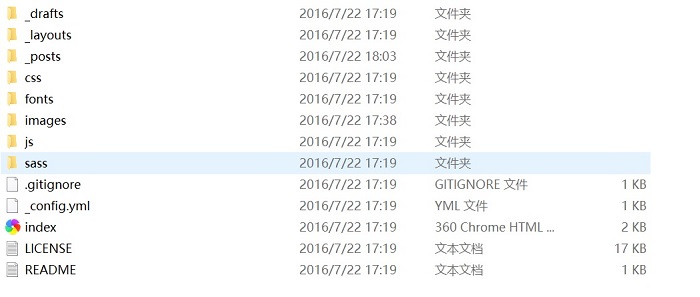 _drafts 2016/7/22 17:19 文件夹
_layouts 2016/7/22 17:19 文件夹
_posts 2016/7/22 18:03 文件夹
css 2016/7/22 17:19 文件夹
fonts 2016/7/22 17:19 文件夹
images 2016/7/22 17:38 文件夹
js 2016/7/22 17:19 文件夹
sass 2016/7/22 17:19 文件夹
.gitignore 2016/7/22 17:19 GITIGNORE 文件 1 KB
_config.yml 2016/7/22 17:19 YML 文件 1 KB
index 2016/7/22 17:19 360 Chrome HTML ... 2 KB
LICENSE 2016/7/22 17:19 文本文档 17 KB
README 2016/7/22 17:19 文本文档 1 KB